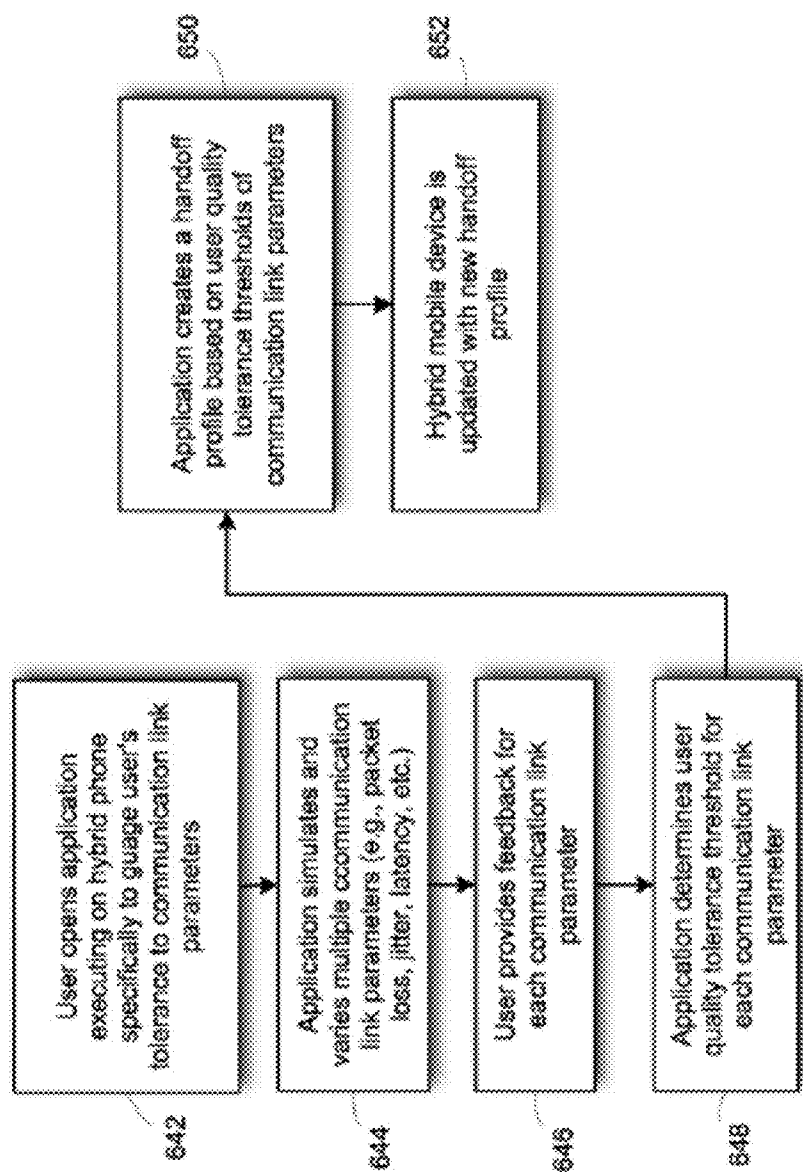 User opens application
executing on hybrid phone
specifically to guage user's
tolerance to communication link
parameters
642
Application simulates and
varies multiple ccommunication
link parameters (e.g., packet
loss, jitter, latency, etc.)
644
User provides feedback for
each communication link
parameter
646
Application determines user
quality tolerance threshold for
each communication link
parameter
648
Application creates a handoff
profile based on user quality
tolerance thresholds of
communication link parameters
650
Hybrid mobile device is
updated with new handoff
profile
652